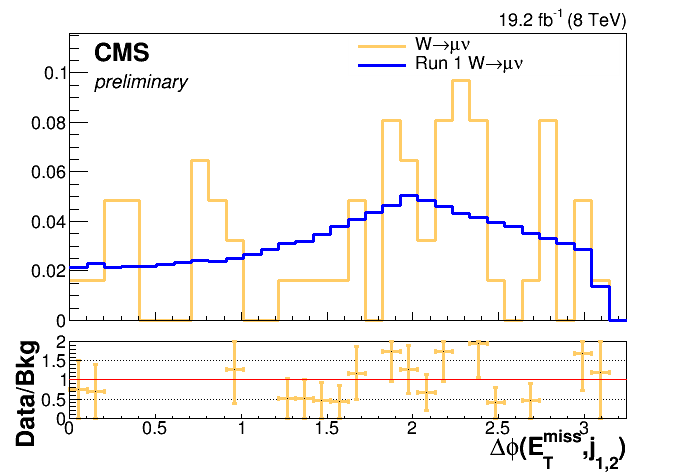 19.2 fb⁻¹ (8 TeV)
CMS
preliminary
W→μν
Run 1 W→μν
0.1
0.08
0.06
0.04
0.02
0
Data/Bkg
2
1.5
1
0.5
0
0 0.5 1 1.5 2 2.5 3
Δϕ(E_T^miss,j_1,2)